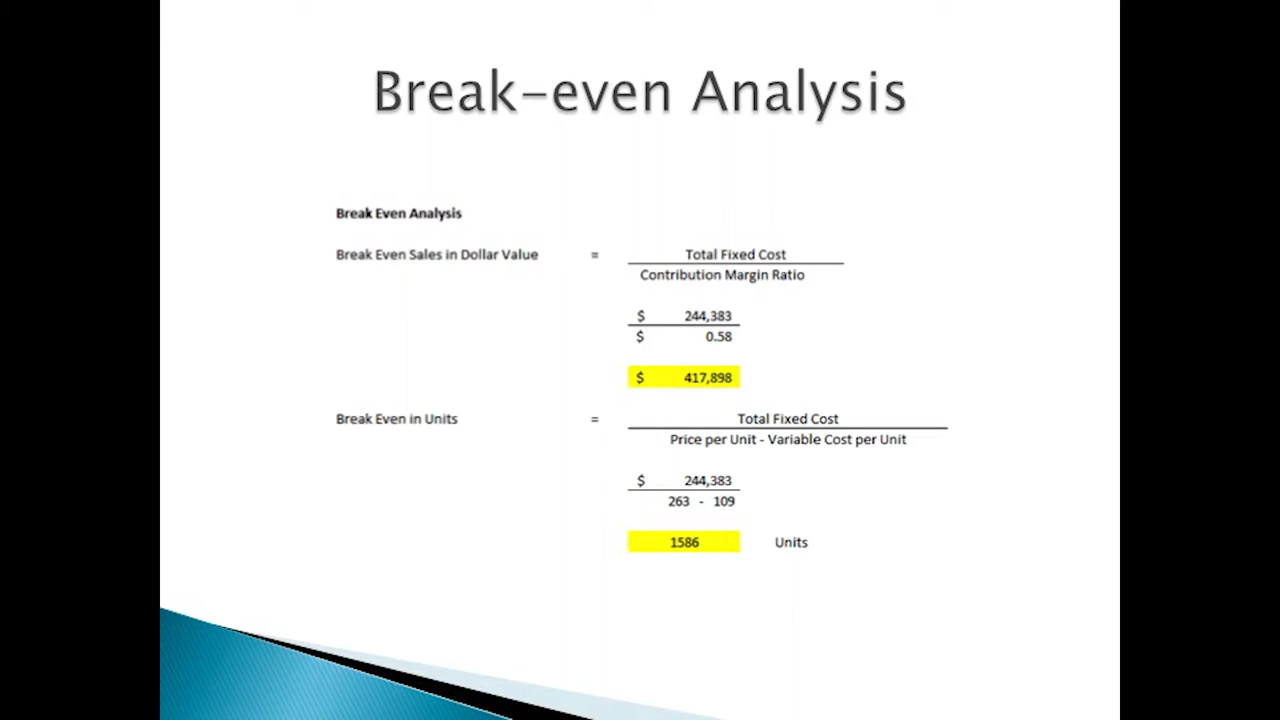 Break-even Analysis
Break Even Analysis
Break Even Sales in Dollar Value = Total Fixed Cost
Contribution Margin Ratio
$ 244,383
$ 0.58
$ 417,898
Break Even in Units = Total Fixed Cost
Price per Unit - Variable Cost per Unit
$ 244,383
263 - 109
1586 Units